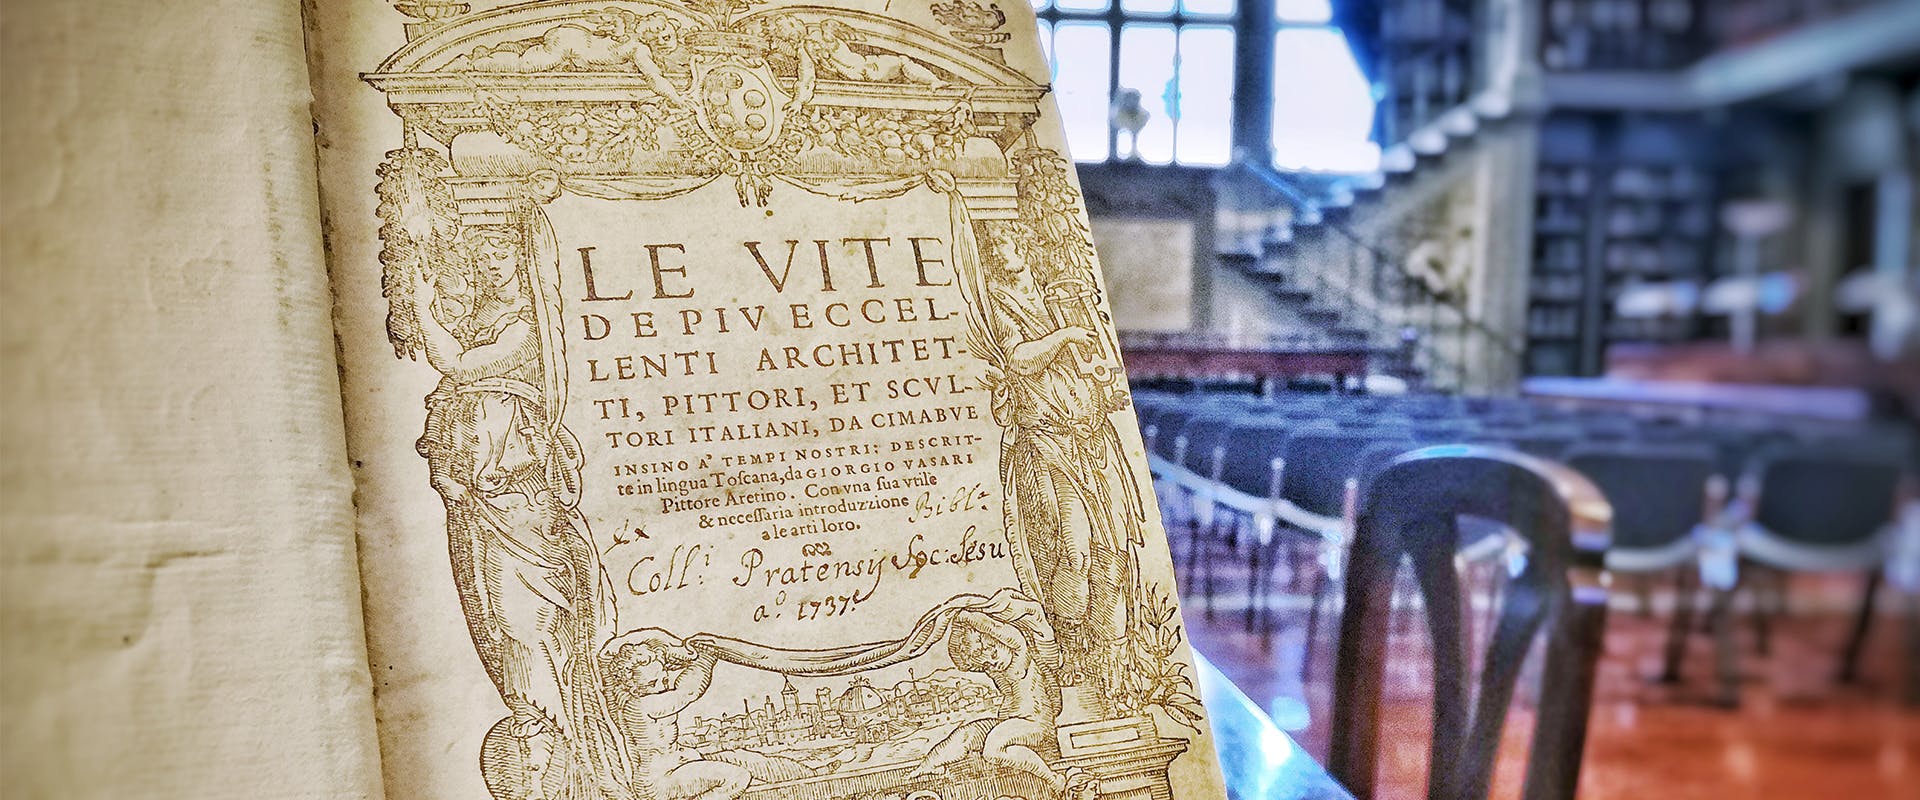 LE VITE
DE PIV ECCEL-
LENTI ARCHITET-
TI, PITTORI, ET SCVL-
TORI ITALIANI, DA CIMABVE
INSINO A' TEMPI NOSTRI: DESCRIT-
te in lingua Toſcana, da GIORGIO VASARI
Pittore Aretino. Con vna ſua vtile
& neceſſaria introduzzione
a le arti loro.
Ex Bibl.ª
Coll.i Pratensij Soc: Jesu
a.º 1737.